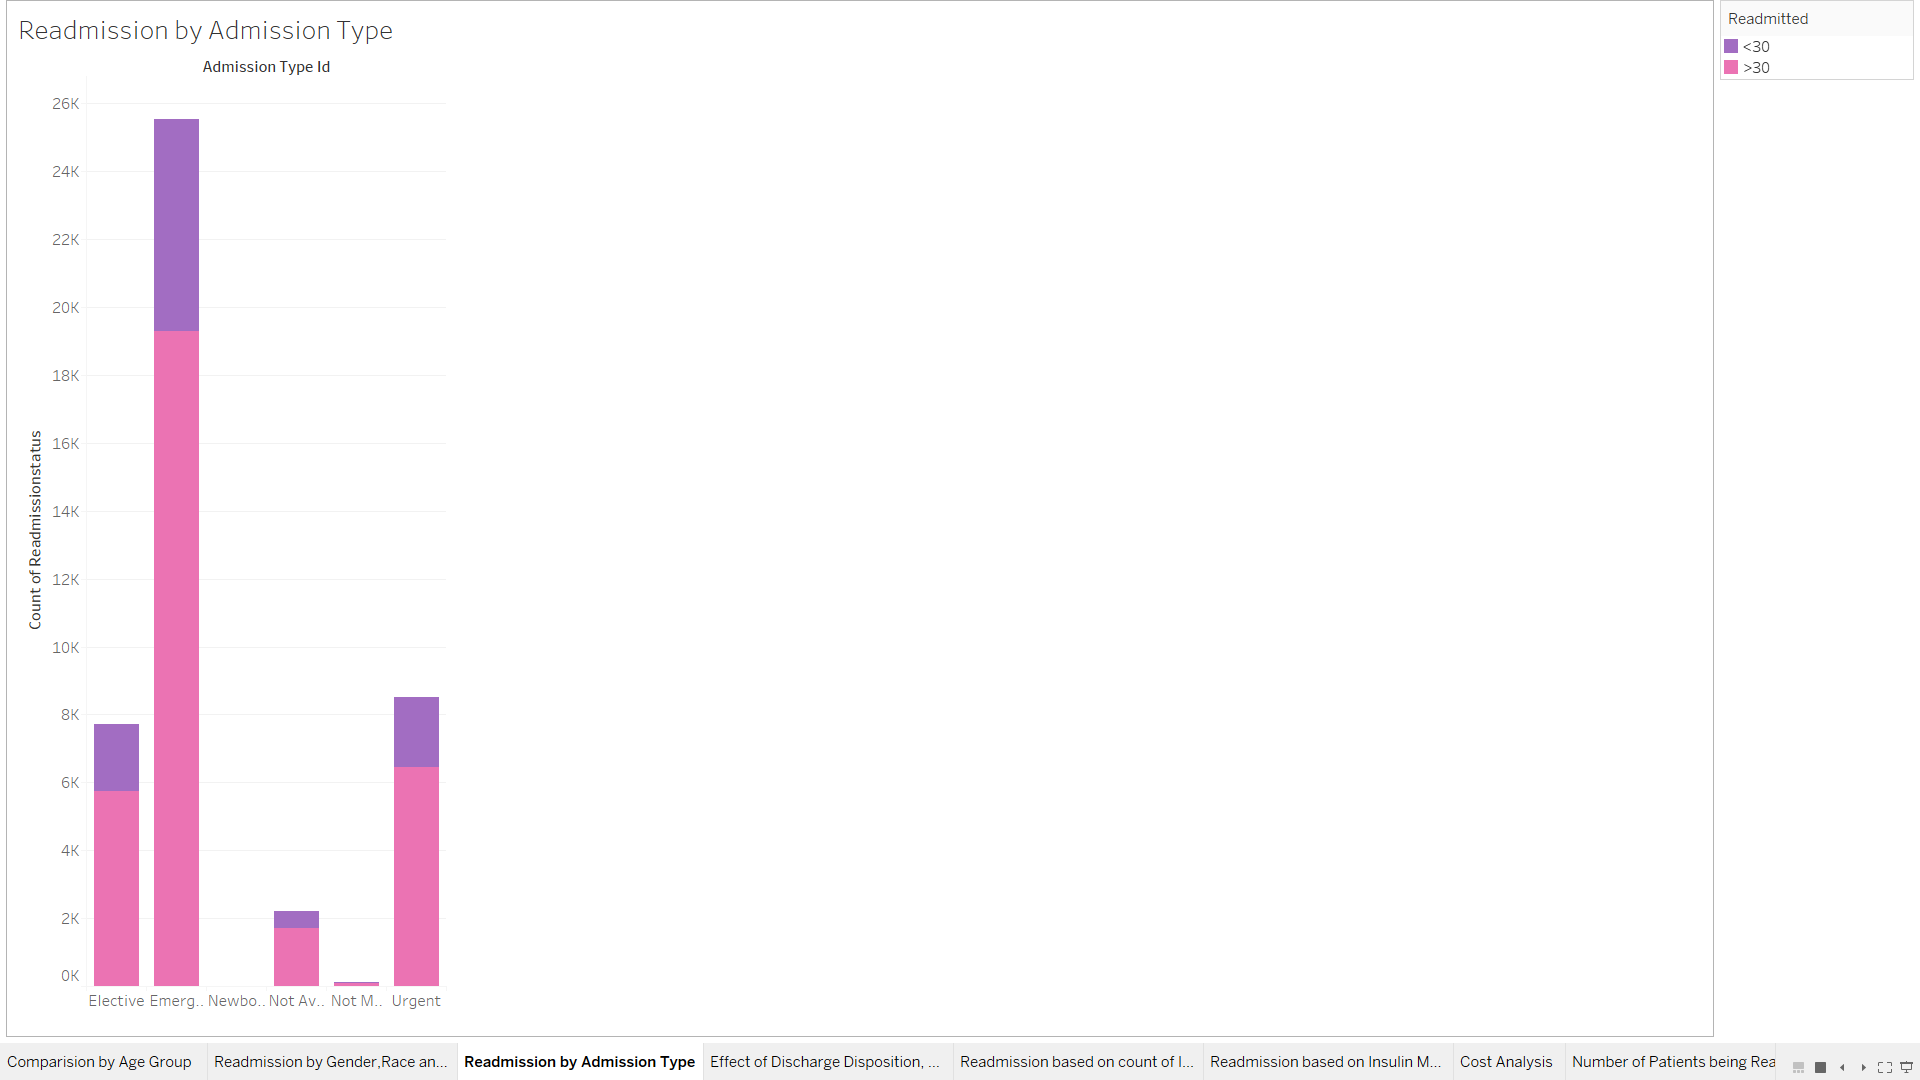 Readmission by Admission Type
Admission Type Id
Count of Readmissionstatus
26K
24K
22K
20K
18K
16K
14K
12K
10K
8K
6K
4K
2K
0K
Elective Emerg.. Newbo.. Not Av.. Not M.. Urgent
Readmitted
<30
>30
Comparision by Age Group Readmission by Gender,Race an... Readmission by Admission Type Effect of Discharge Disposition, ... Readmission based on count of I... Readmission based on Insulin M... Cost Analysis Number of Patients being Rea